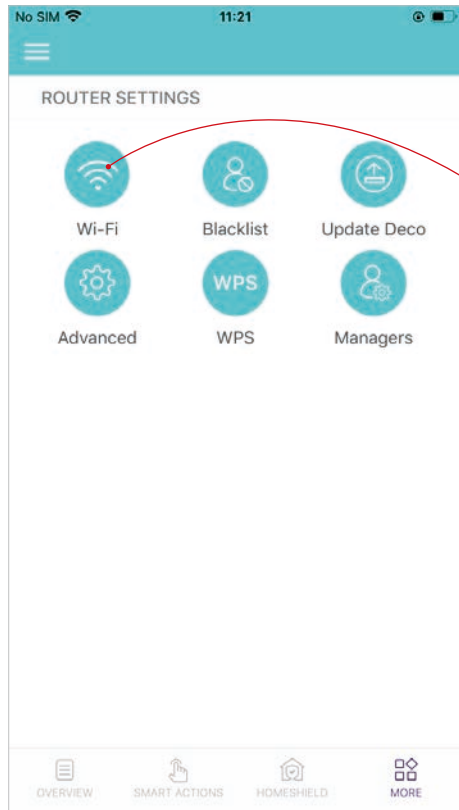 No SIM 11:21
ROUTER SETTINGS
Wi-Fi Blacklist Update Deco
WPS
Advanced WPS Managers
OVERVIEW SMART ACTIONS HOMESHIELD MORE